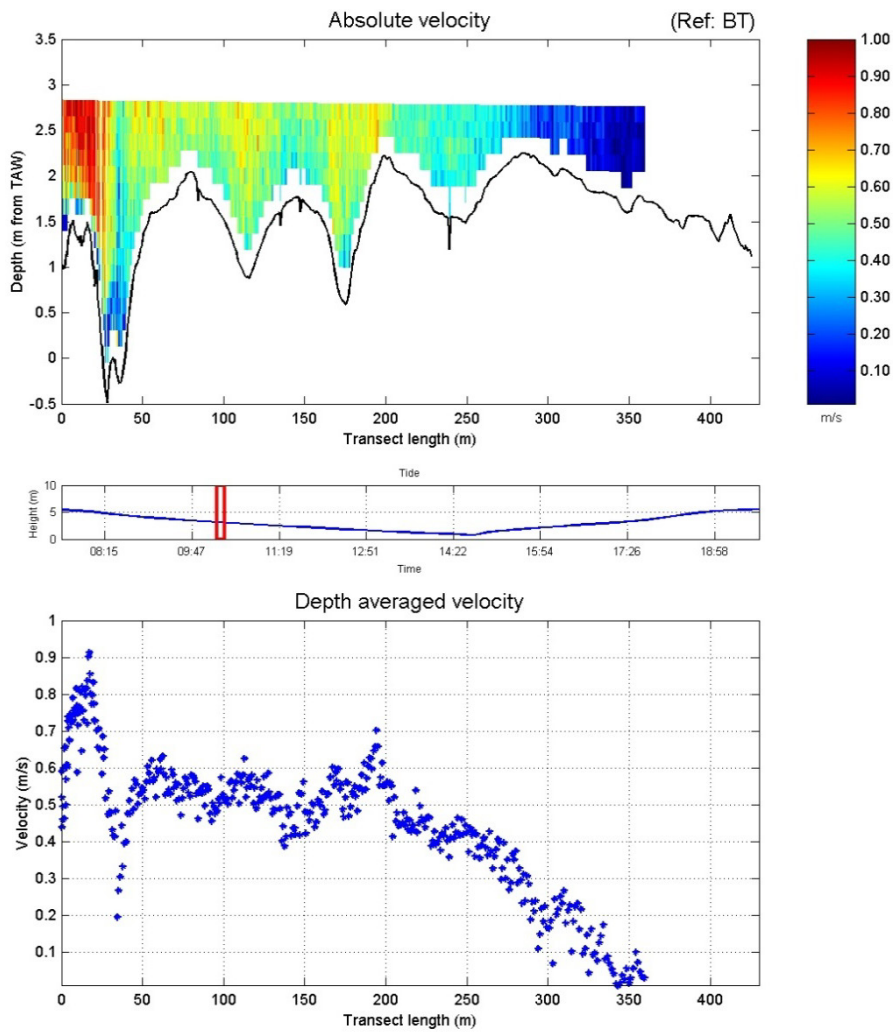 Absolute velocity (Ref: BT)
3.5
3
2.5
2
1.5
1
0.5
0
-0.5
Depth (m from TAW)
0 50 100 150 200 250 300 350 400
Transect length (m)
1.00
0.90
0.80
0.70
0.60
0.50
0.40
0.30
0.20
0.10
m/s
Tide
10
5
0
Height (m)
08:15 09:47 11:19 12:51 14:22 15:54 17:26 18:58
Time
Depth averaged velocity
1
0.9
0.8
0.7
0.6
0.5
0.4
0.3
0.2
0.1
Velocity (m/s)
0 50 100 150 200 250 300 350 400
Transect length (m)